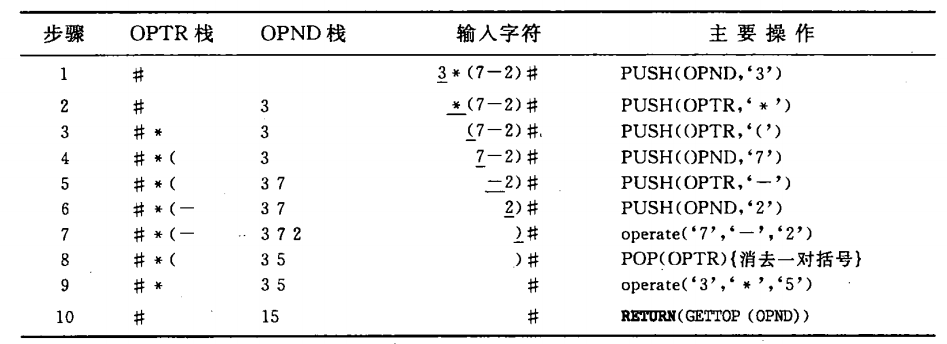 步骤 OPTR 栈 OPND 栈 输入字符 主要操作
1 # 3*(7-2)# PUSH(OPND,‘3’)
2 # 3 *(7-2)# PUSH(OPTR,‘*’)
3 #* 3 (7-2)# PUSH(OPTR,‘(’)
4 #*( 3 7-2)# PUSH(OPND,‘7’)
5 #*( 3 7 -2)# PUSH(OPTR,‘-’)
6 #*(- 3 7 2)# PUSH(OPND,‘2’)
7 #*(- 3 7 2 )# operate(‘7’,‘-’,‘2’)
8 #*( 3 5 )# POP(OPTR){消去一对括号}
9 #* 3 5 # operate(‘3’,‘*’,‘5’)
10 # 15 # RETURN(GETTOP (OPND))